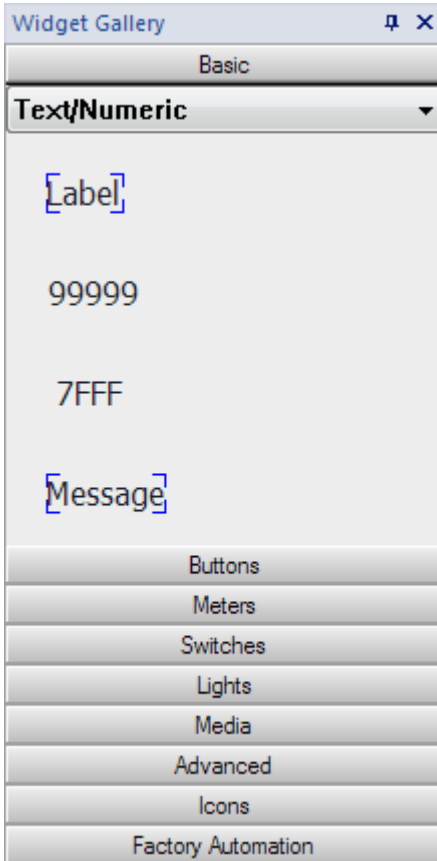 Widget Gallery
Basic
Text/Numeric
Label
99999
7FFF
Message
Buttons
Meters
Switches
Lights
Media
Advanced
Icons
Factory Automation